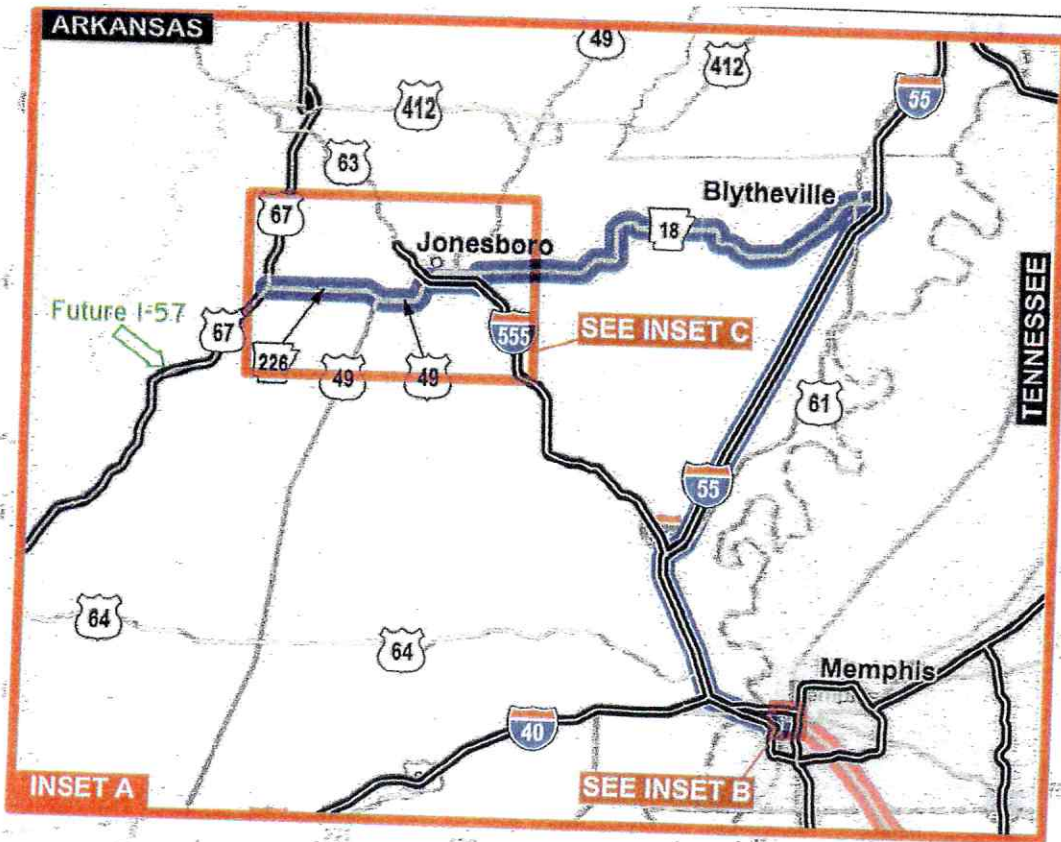 ARKANSAS
49
412
412
55
63
67
Blytheville
18
Jonesboro
Future I-57
67
555
SEE INSET C
226
49
49
61
TENNESSEE
55
64
64
Memphis
40
SEE INSET B
INSET A